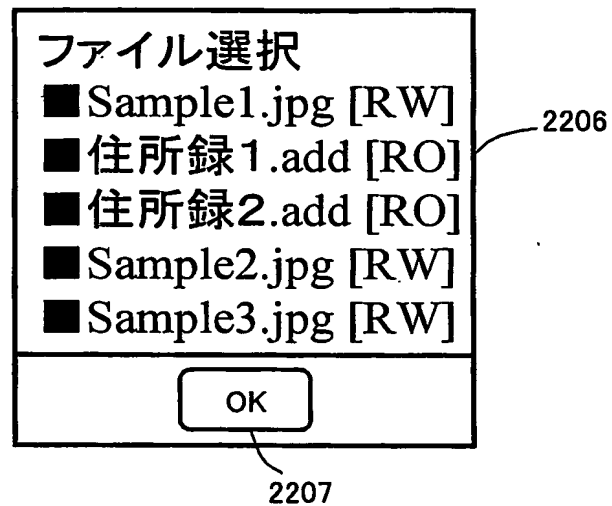 ファイル選択
■Sample1.jpg [RW]
■住所録1.add [RO]
■住所録2.add [RO]
■Sample2.jpg [RW]
■Sample3.jpg [RW]
2206
OK
2207